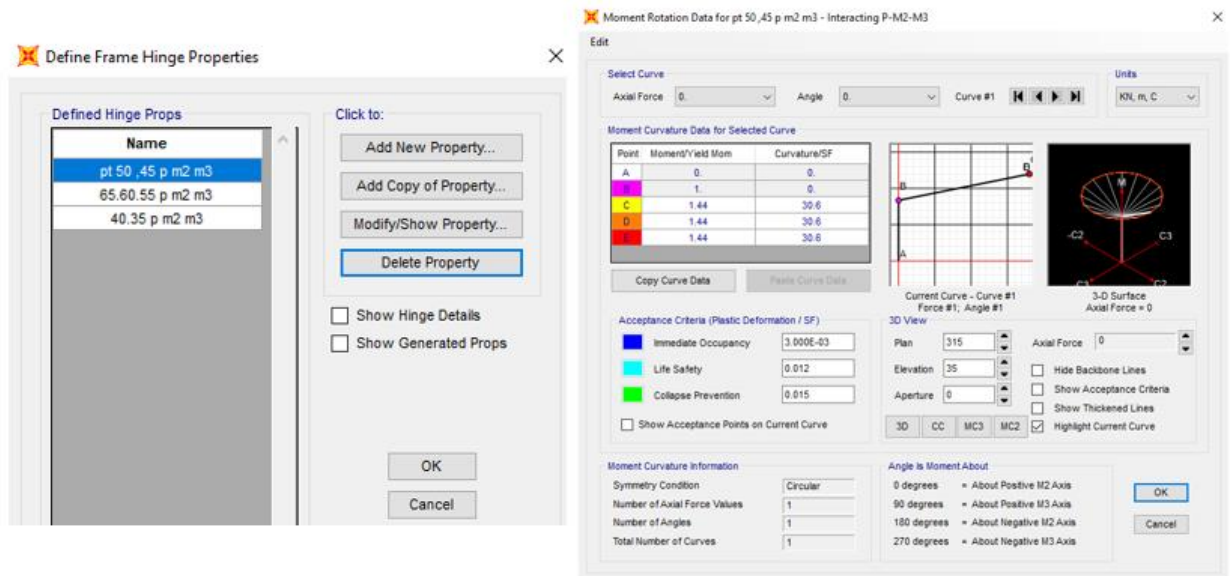 Define Frame Hinge Properties
Defined Hinge Props
Name
pt 50 ,45 p m2 m3
65.60.55 p m2 m3
40.35 p m2 m3
Click to:
Add New Property...
Add Copy of Property...
Modify/Show Property...
Delete Property
Show Hinge Details
Show Generated Props
OK
Cancel
Moment Rotation Data for pt 50 ,45 p m2 m3 - Interacting P-M2-M3
Edit
Select Curve
Axial Force 0. Angle 0. Curve #1
Units
KN, m, C
Moment Curvature Data for Selected Curve
Point Moment/Yield Mom Curvature/SF
A 0. 0.
B 1. 0.
C 1.44 30.6
D 1.44 30.6
E 1.44 30.6
Copy Curve Data Paste Curve Data
B
B
A
Current Curve - Curve #1
Force #1; Angle #1
M
-C2 C3
C2
3-D Surface
Axial Force = 0
Acceptance Criteria (Plastic Deformation / SF)
Immediate Occupancy 3.000E-03
Life Safety 0.012
Collapse Prevention 0.015
Show Acceptance Points on Current Curve
3D View
Plan 315 Axial Force 0
Elevation 35 Hide Backbone Lines
Show Acceptance Criteria
Aperture 0
Show Thickened Lines
3D CC MC3 MC2 Highlight Current Curve
Moment Curvature Information
Symmetry Condition Circular
Number of Axial Force Values 1
Number of Angles 1
Total Number of Curves 1
Angle Is Moment About
0 degrees = About Positive M2 Axis
90 degrees = About Positive M3 Axis
180 degrees = About Negative M2 Axis
270 degrees = About Negative M3 Axis
OK
Cancel